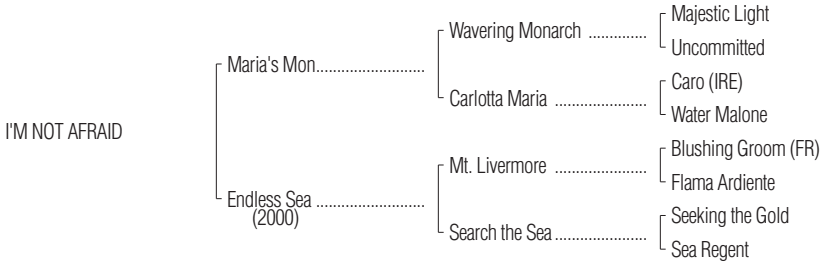 Majestic Light
Wavering Monarch ..............
Uncommitted
Maria's Mon..........................
Caro (IRE)
Carlotta Maria ......................
Water Malone
I'M NOT AFRAID
Blushing Groom (FR)
Mt. Livermore ......................
Flama Ardiente
Endless Sea ..........................
(2000)
Seeking the Gold
Search the Sea......................
Sea Regent